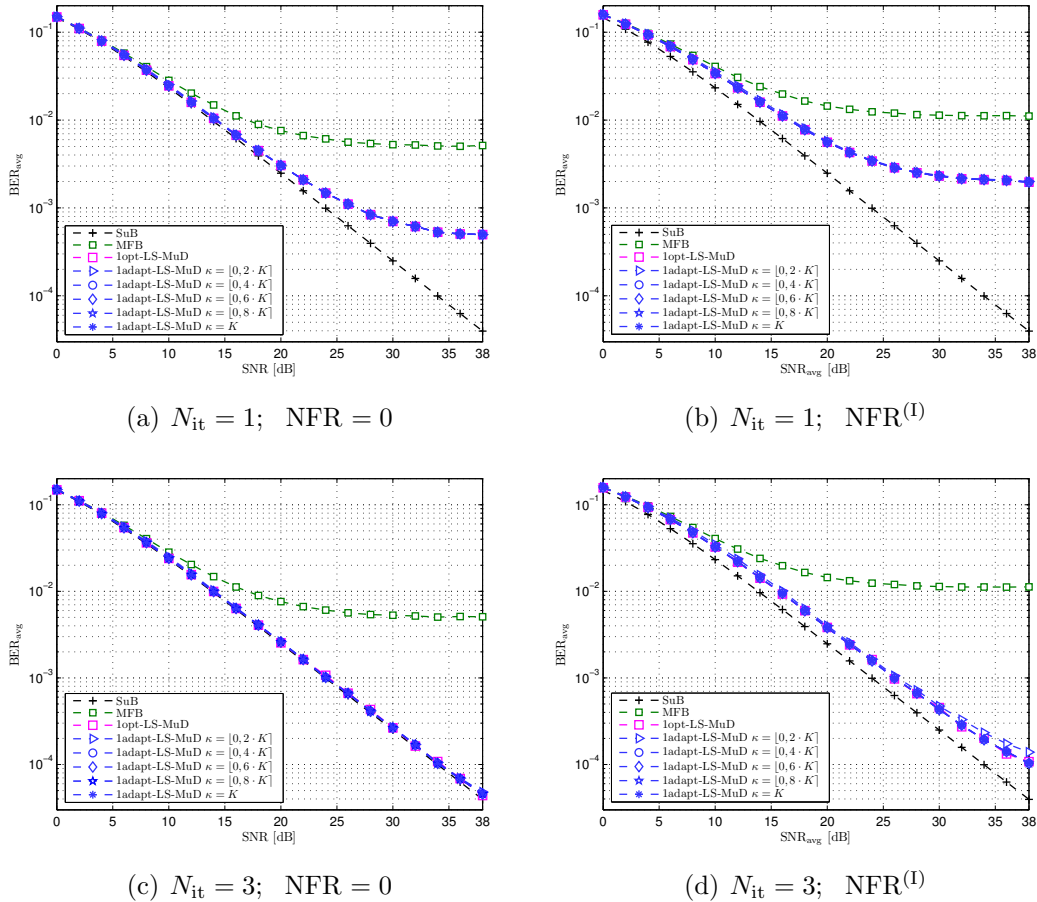 10⁻¹
10⁻²
10⁻³
10⁻⁴
BER_avg
SuB
MFB
1opt-LS-MuD
1adapt-LS-MuD κ = ⌊0,2 · K⌉
1adapt-LS-MuD κ = ⌊0,4 · K⌉
1adapt-LS-MuD κ = ⌊0,6 · K⌉
1adapt-LS-MuD κ = ⌊0,8 · K⌉
1adapt-LS-MuD κ = K
0 5 10 15 20 25 30 35 38
SNR [dB]
(a) N_it = 1; NFR = 0
10⁻¹
10⁻²
10⁻³
10⁻⁴
BER_avg
SuB
MFB
1opt-LS-MuD
1adapt-LS-MuD κ = ⌊0,2 · K⌉
1adapt-LS-MuD κ = ⌊0,4 · K⌉
1adapt-LS-MuD κ = ⌊0,6 · K⌉
1adapt-LS-MuD κ = ⌊0,8 · K⌉
1adapt-LS-MuD κ = K
0 5 10 15 20 25 30 35 38
SNR_avg [dB]
(b) N_it = 1; NFR^(I)
10⁻¹
10⁻²
10⁻³
10⁻⁴
BER_avg
SuB
MFB
1opt-LS-MuD
1adapt-LS-MuD κ = ⌊0,2 · K⌉
1adapt-LS-MuD κ = ⌊0,4 · K⌉
1adapt-LS-MuD κ = ⌊0,6 · K⌉
1adapt-LS-MuD κ = ⌊0,8 · K⌉
1adapt-LS-MuD κ = K
0 5 10 15 20 25 30 35 38
SNR [dB]
(c) N_it = 3; NFR = 0
10⁻¹
10⁻²
10⁻³
10⁻⁴
BER_avg
SuB
MFB
1opt-LS-MuD
1adapt-LS-MuD κ = ⌊0,2 · K⌉
1adapt-LS-MuD κ = ⌊0,4 · K⌉
1adapt-LS-MuD κ = ⌊0,6 · K⌉
1adapt-LS-MuD κ = ⌊0,8 · K⌉
1adapt-LS-MuD κ = K
0 5 10 15 20 25 30 35 38
SNR_avg [dB]
(d) N_it = 3; NFR^(I)